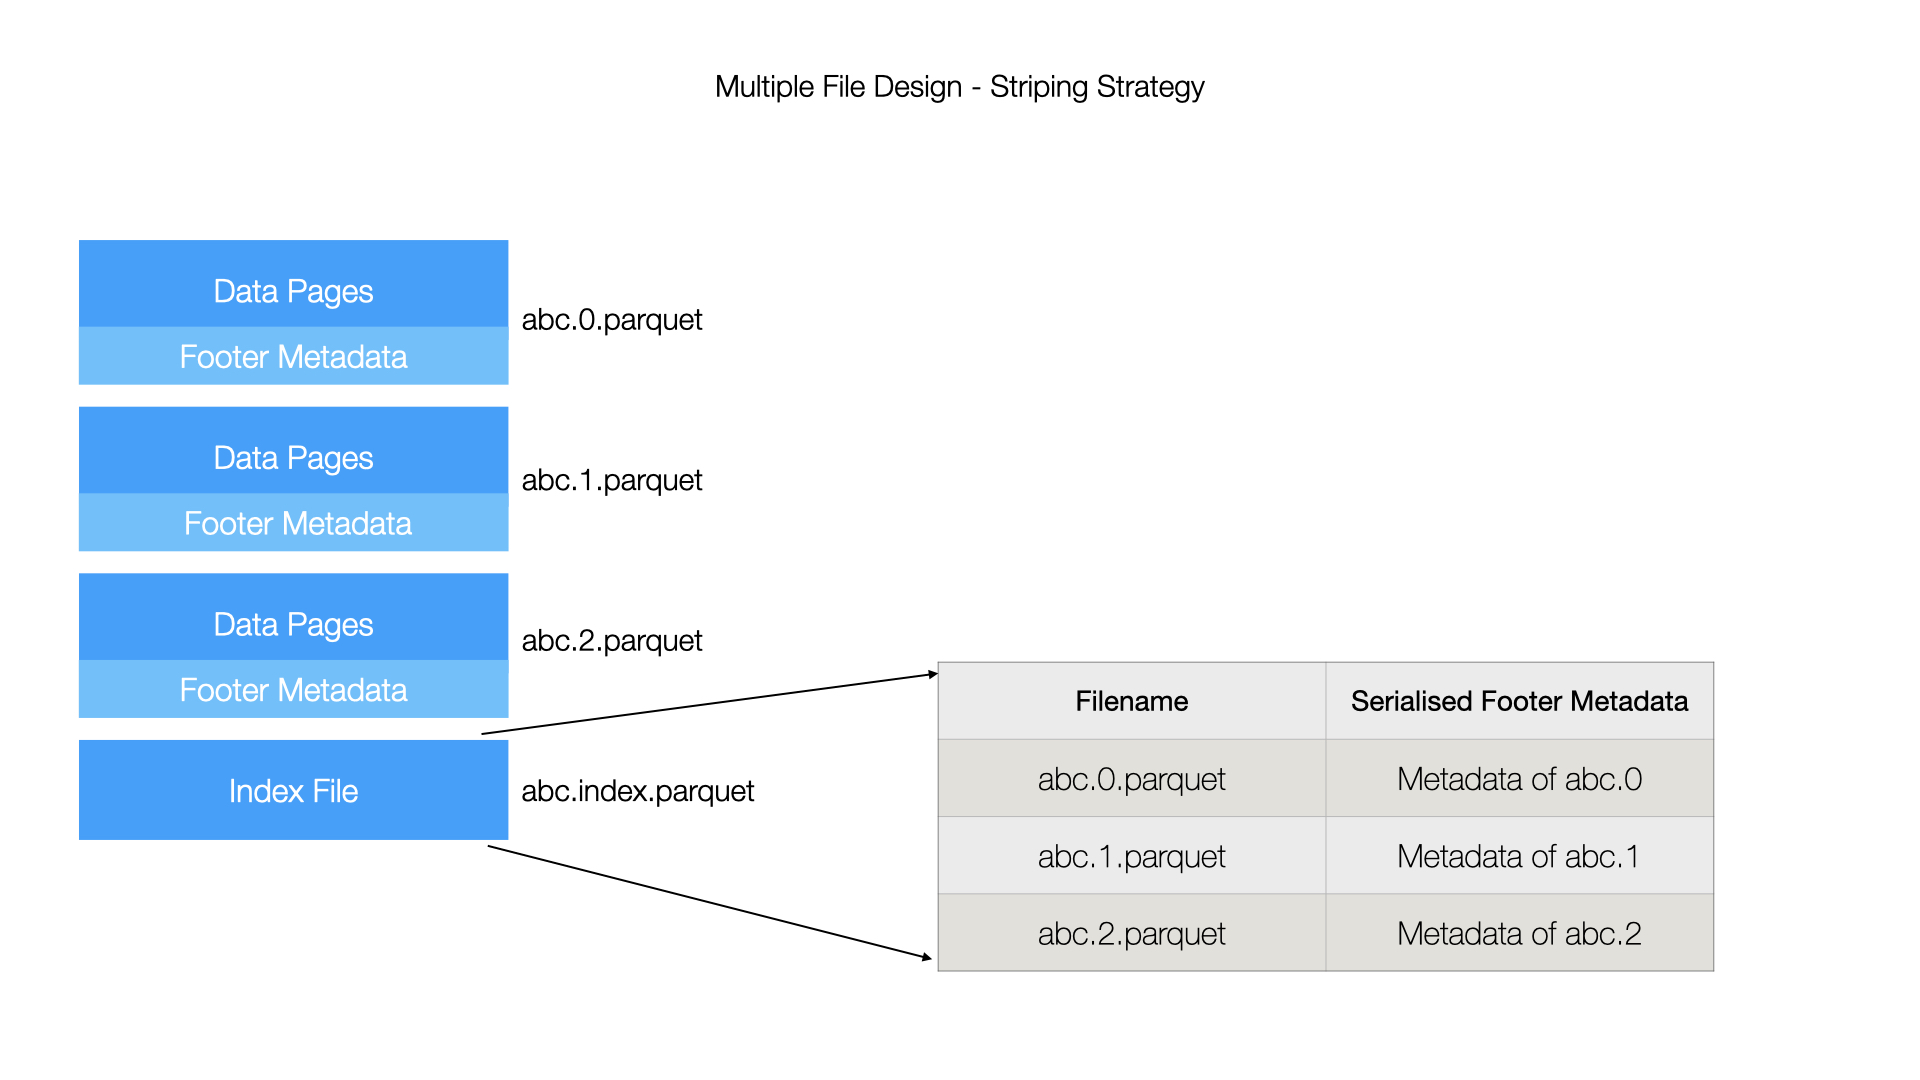 Multiple File Design - Striping Strategy
Data Pages
Footer Metadata
abc.0.parquet
Data Pages
Footer Metadata
abc.1.parquet
Data Pages
Footer Metadata
abc.2.parquet
Index File
abc.index.parquet
Filename Serialised Footer Metadata
abc.0.parquet Metadata of abc.0
abc.1.parquet Metadata of abc.1
abc.2.parquet Metadata of abc.2